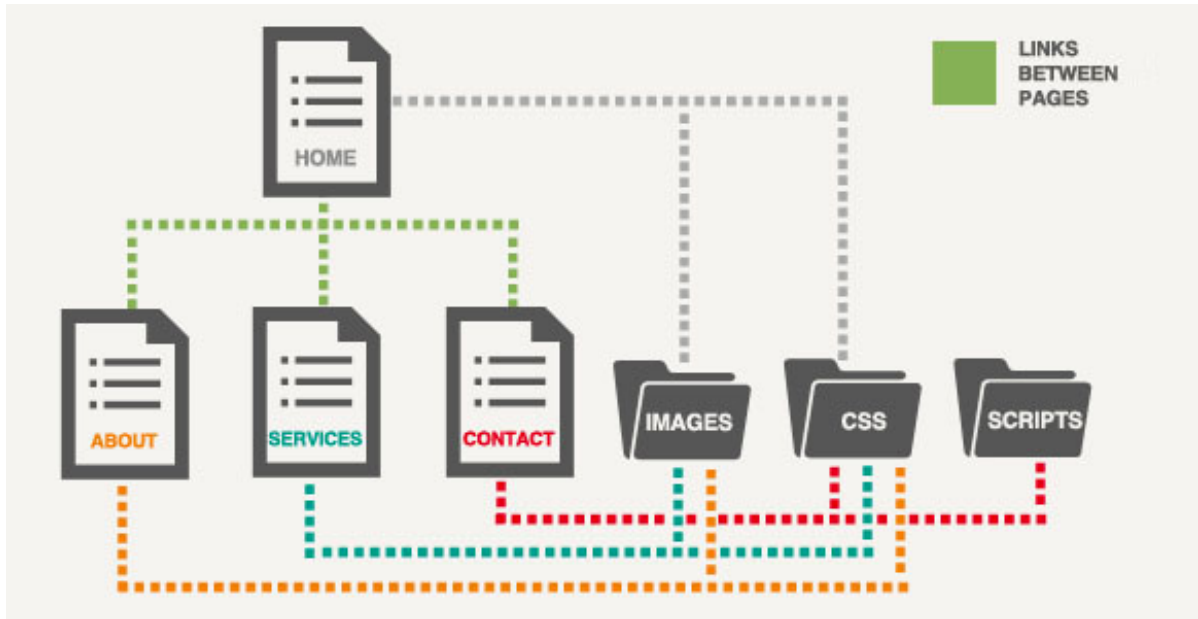 LINKS
BETWEEN
PAGES
HOME
ABOUT
SERVICES
CONTACT
IMAGES
CSS
SCRIPTS